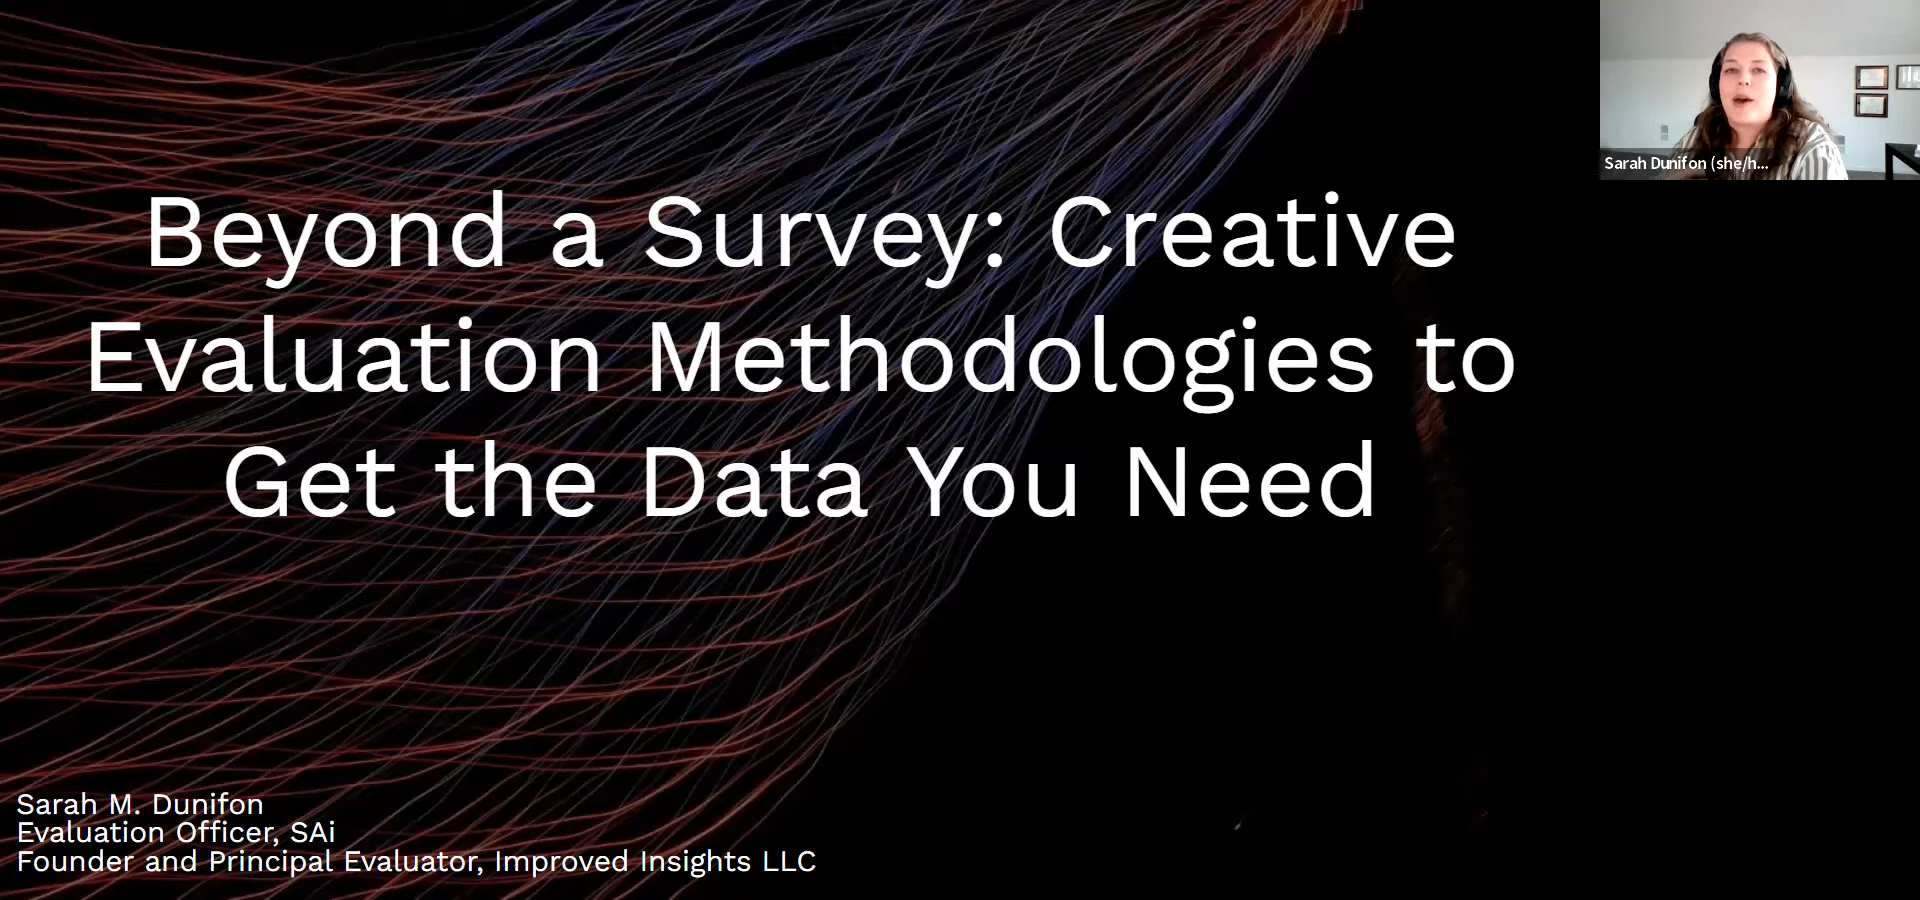 Beyond a Survey: Creative
Evaluation Methodologies to
Get the Data You Need
Sarah Dunifon (she/h...
Sarah M. Dunifon
Evaluation Officer, SAi
Founder and Principal Evaluator, Improved Insights LLC